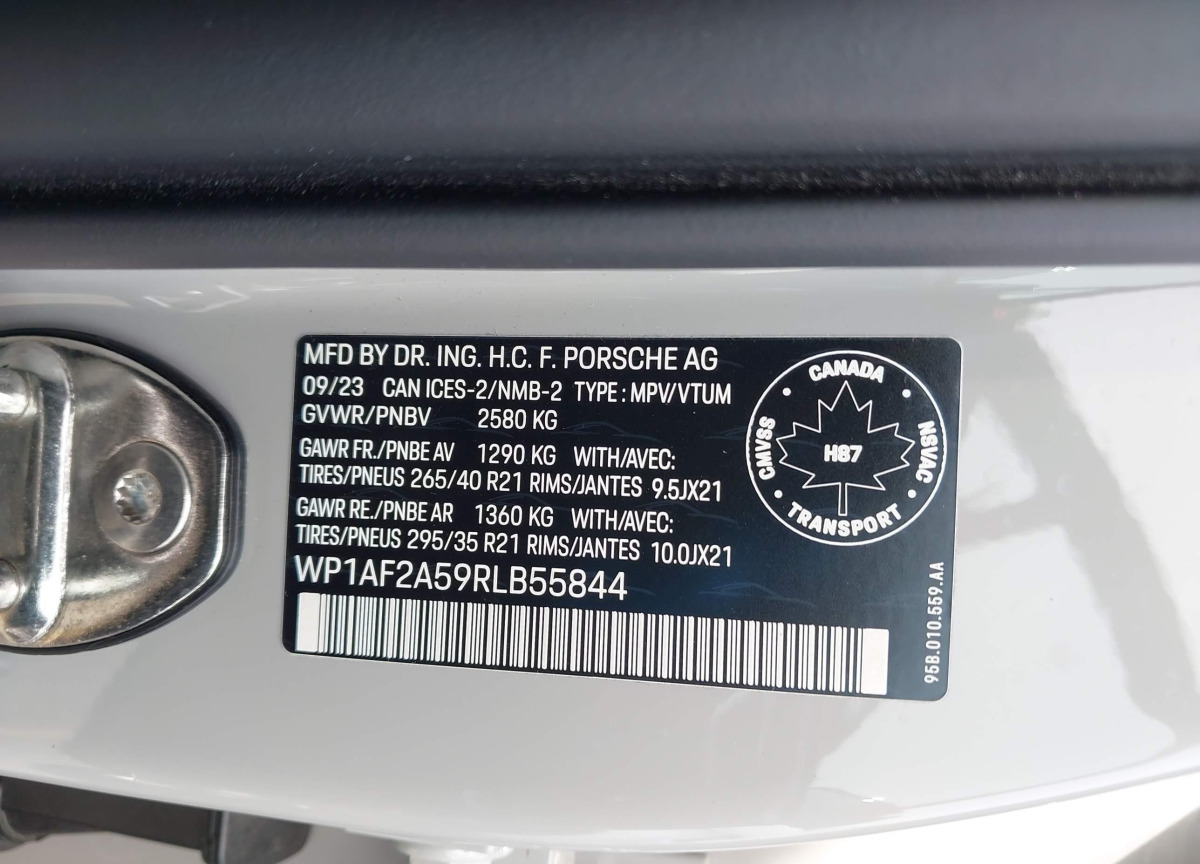 MFD BY DR. ING. H.C. F. PORSCHE AG
09/23 CAN ICES-2/NMB-2 TYPE : MPV/VTUM
GVWR/PNBV 2580 KG
GAWR FR./PNBE AV 1290 KG WITH/AVEC:
TIRES/PNEUS 265/40 R21 RIMS/JANTES 9.5JX21
GAWR RE./PNBE AR 1360 KG WITH/AVEC:
TIRES/PNEUS 295/35 R21 RIMS/JANTES 10.0JX21
WP1AF2A59RLB55844
CANADA
CMVSS
H87
NSVAC
TRANSPORT
95B.010.559.AA